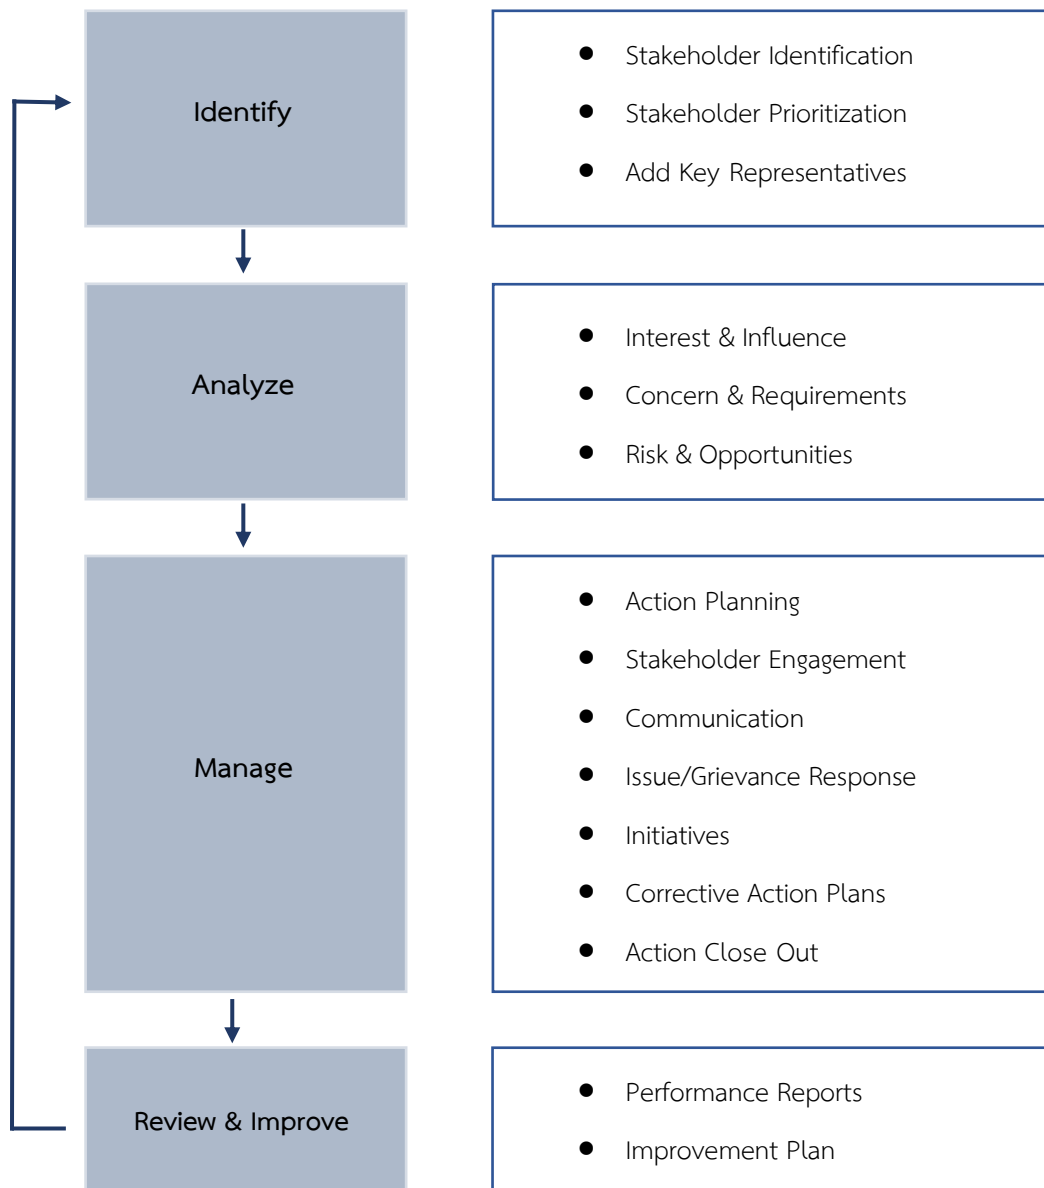 Identify
● Stakeholder Identification
● Stakeholder Prioritization
● Add Key Representatives
Analyze
● Interest & Influence
● Concern & Requirements
● Risk & Opportunities
Manage
● Action Planning
● Stakeholder Engagement
● Communication
● Issue/Grievance Response
● Initiatives
● Corrective Action Plans
● Action Close Out
Review & Improve
● Performance Reports
● Improvement Plan